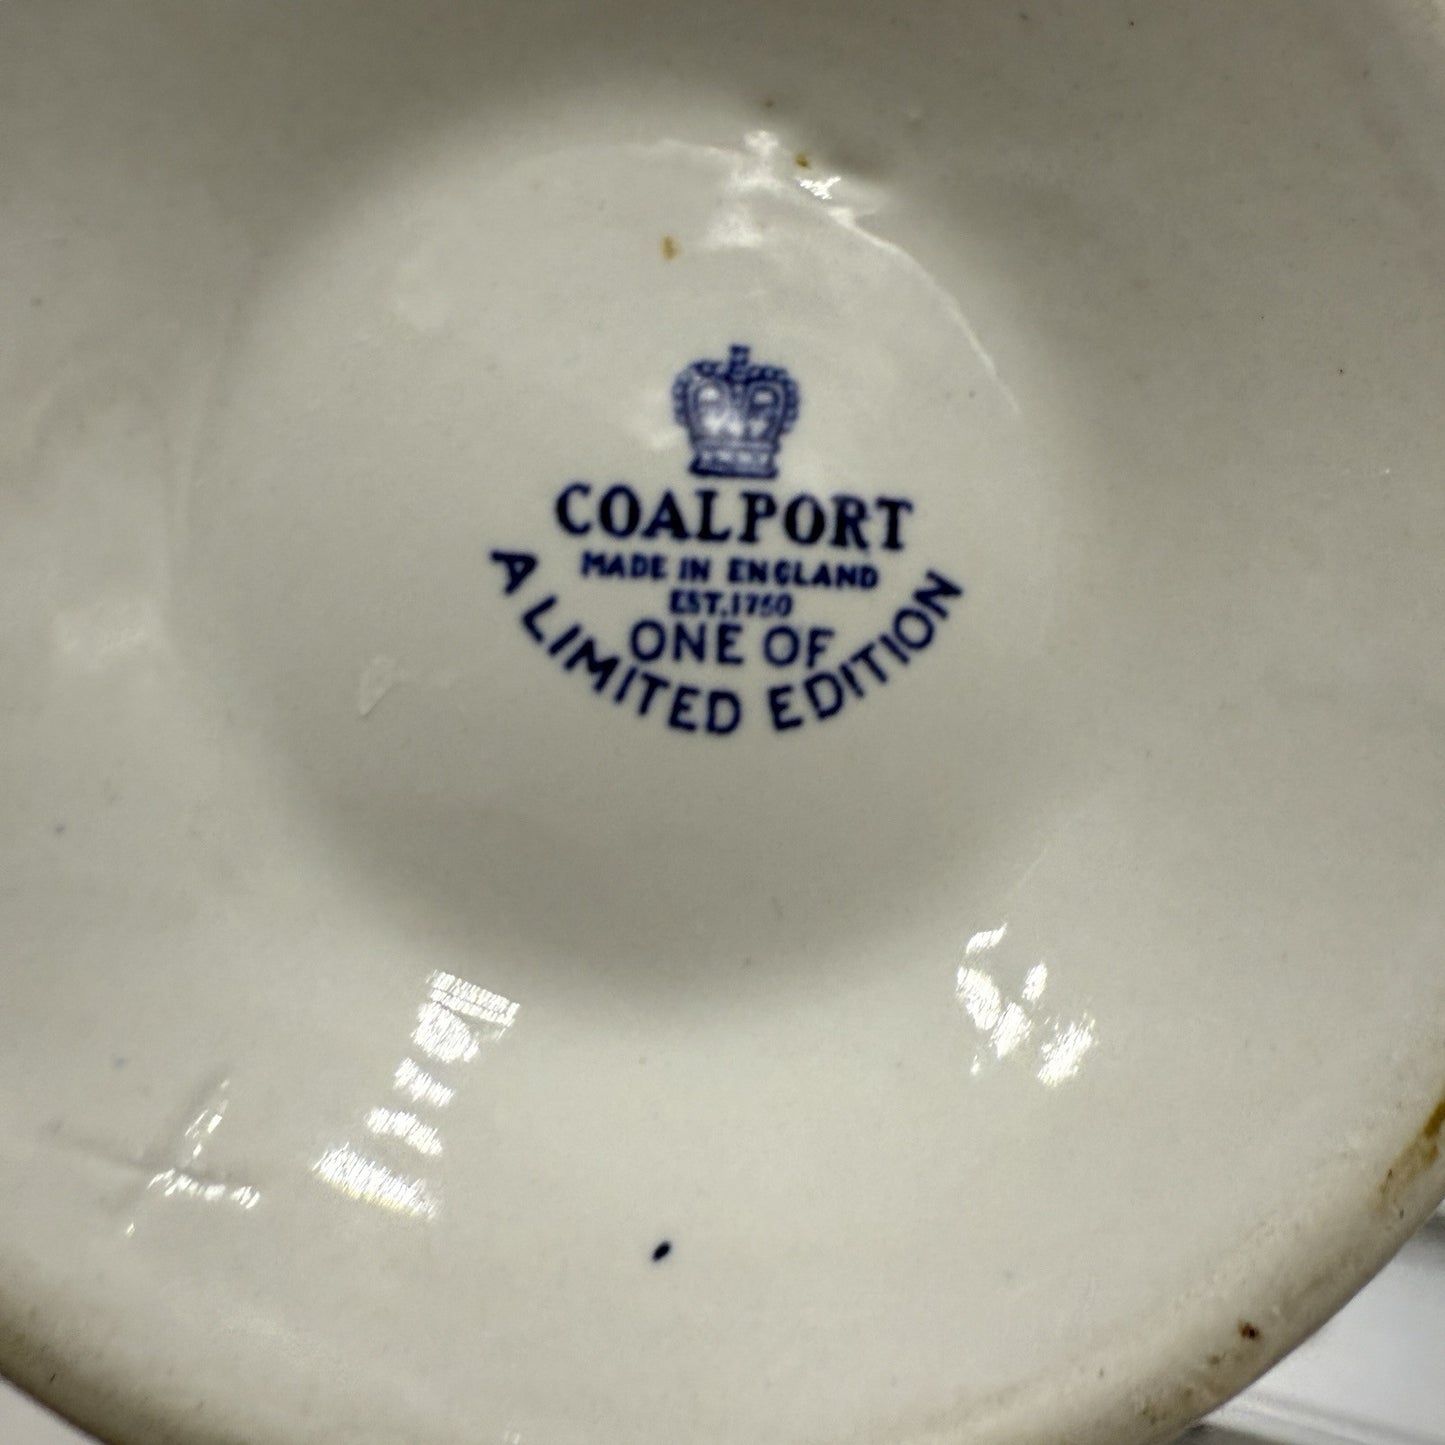 COALPORT
MADE IN ENGLAND
EST.1750
ONE OF
A LIMITED EDITION